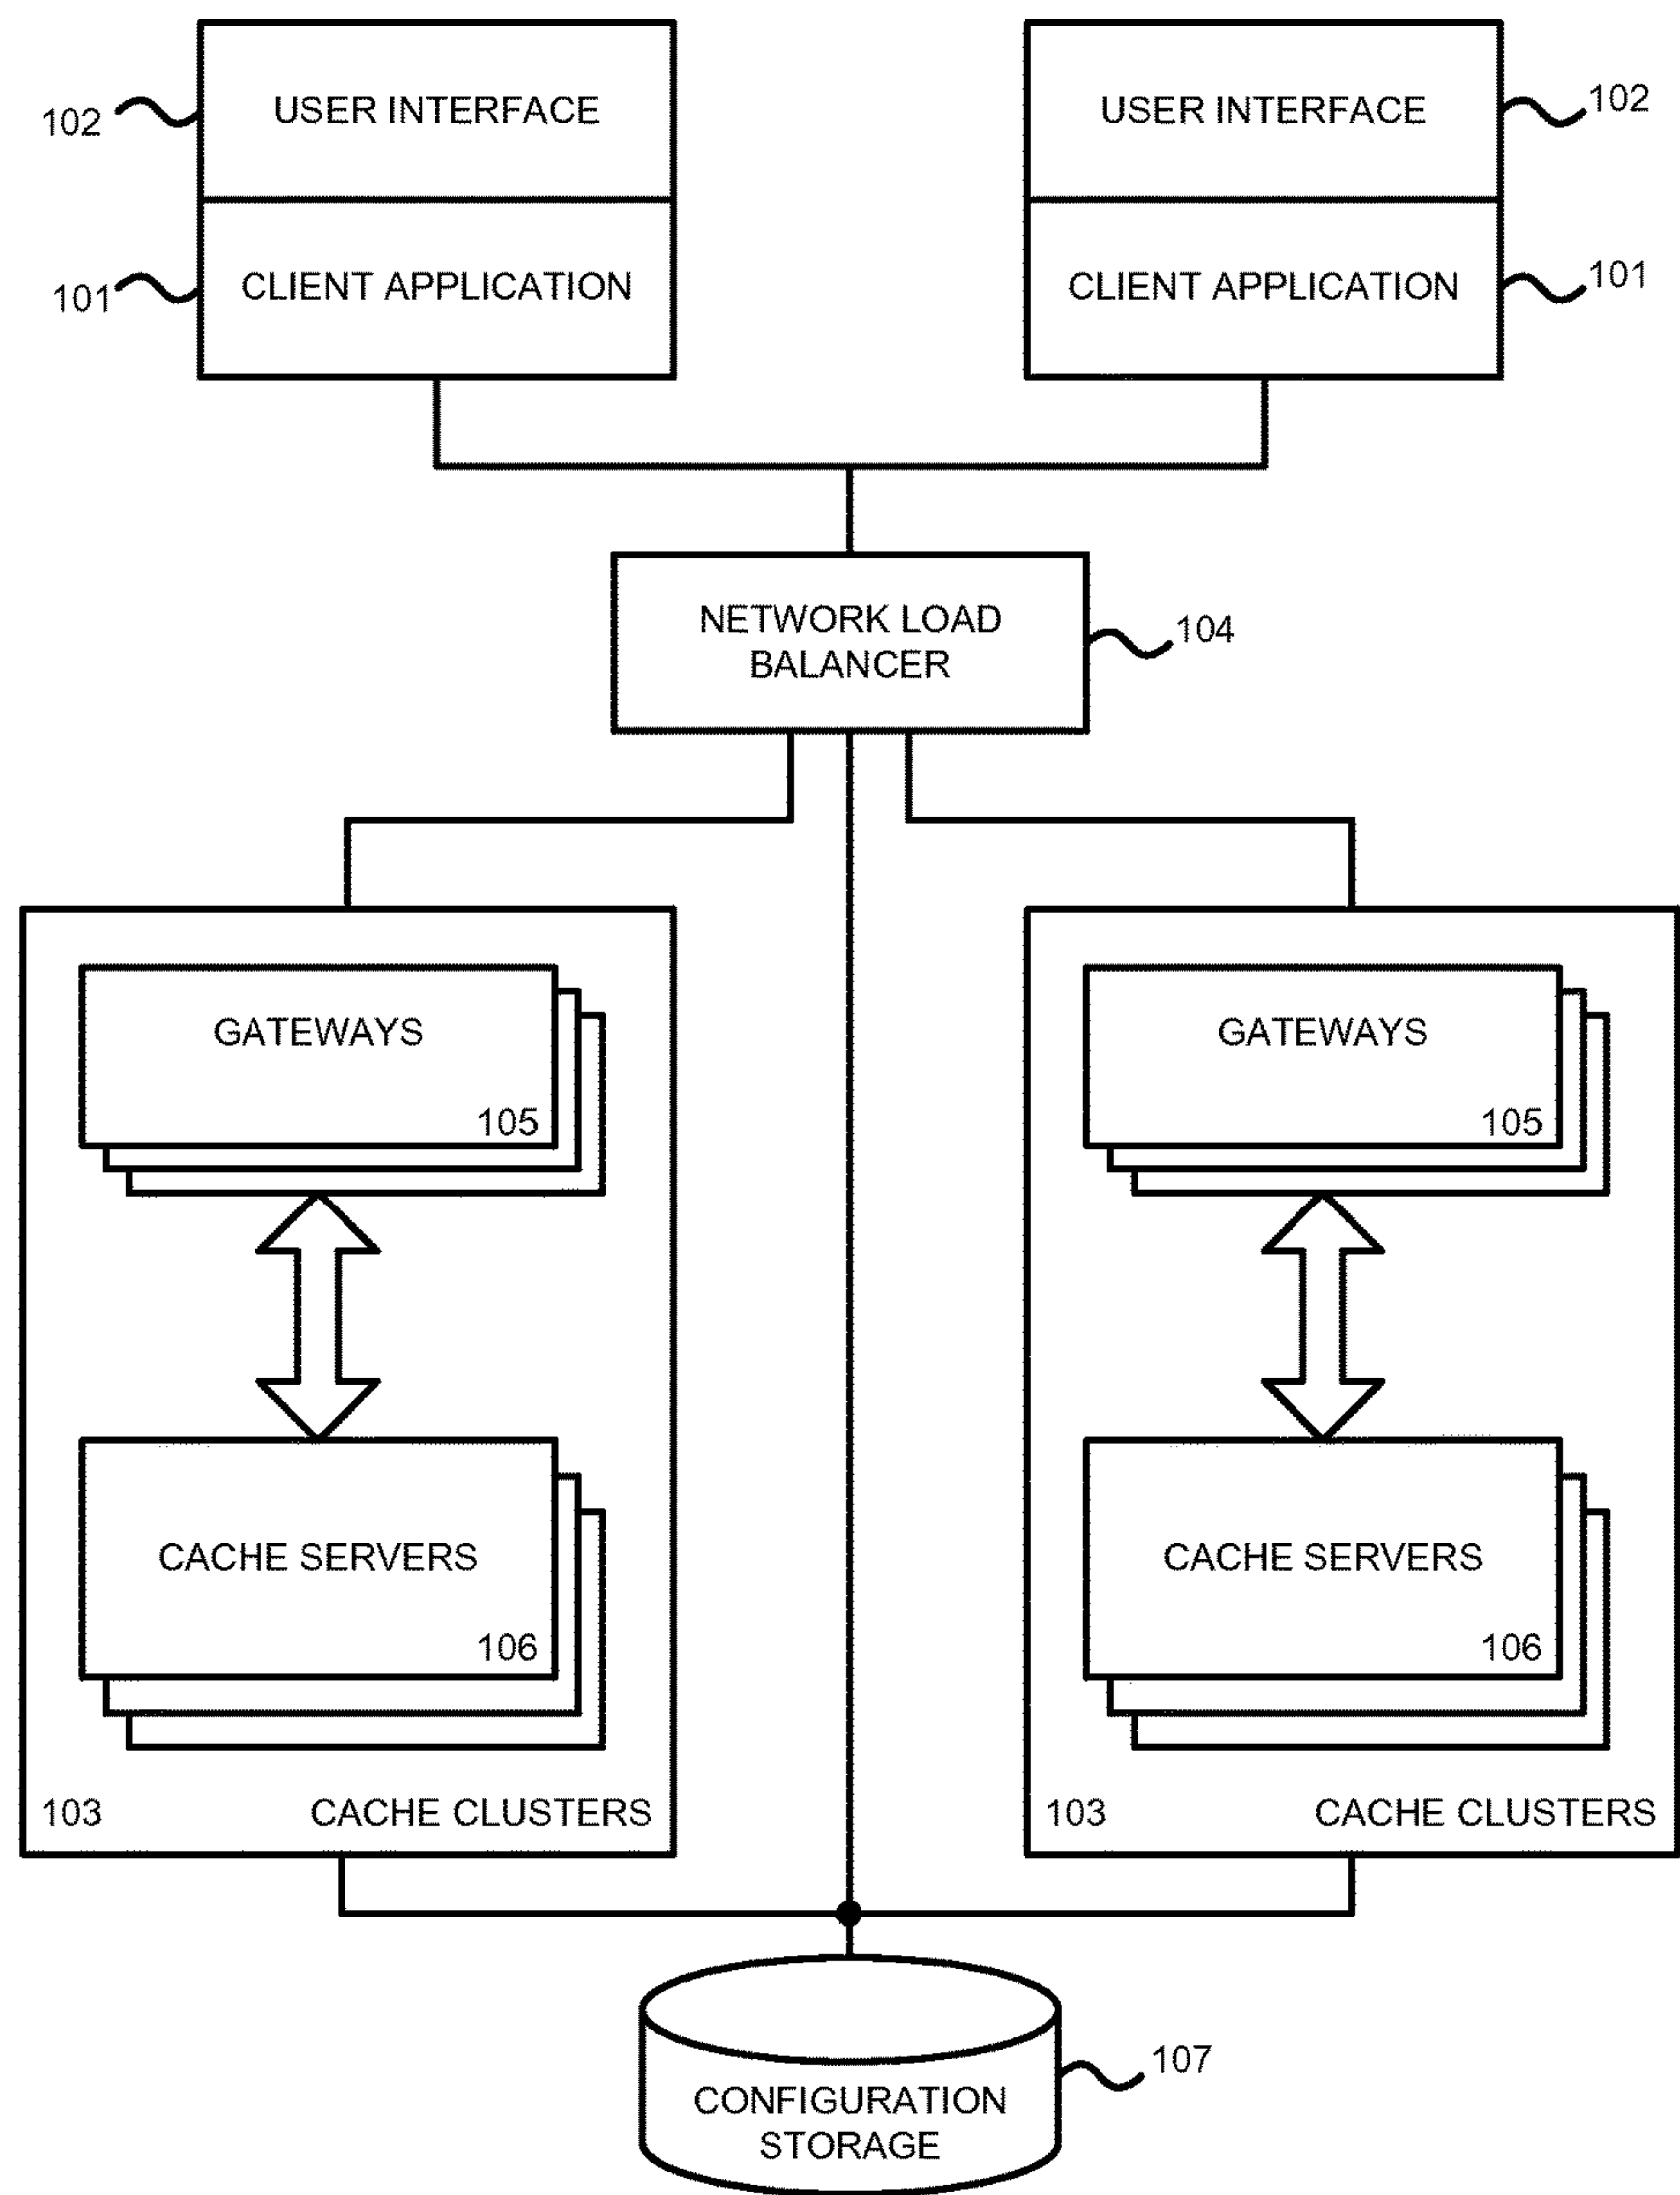 102
USER INTERFACE
USER INTERFACE
102
101
CLIENT APPLICATION
CLIENT APPLICATION
101
NETWORK LOAD
BALANCER
104
GATEWAYS
105
GATEWAYS
105
CACHE SERVERS
106
CACHE SERVERS
106
103
CACHE CLUSTERS
103
CACHE CLUSTERS
107
CONFIGURATION
STORAGE